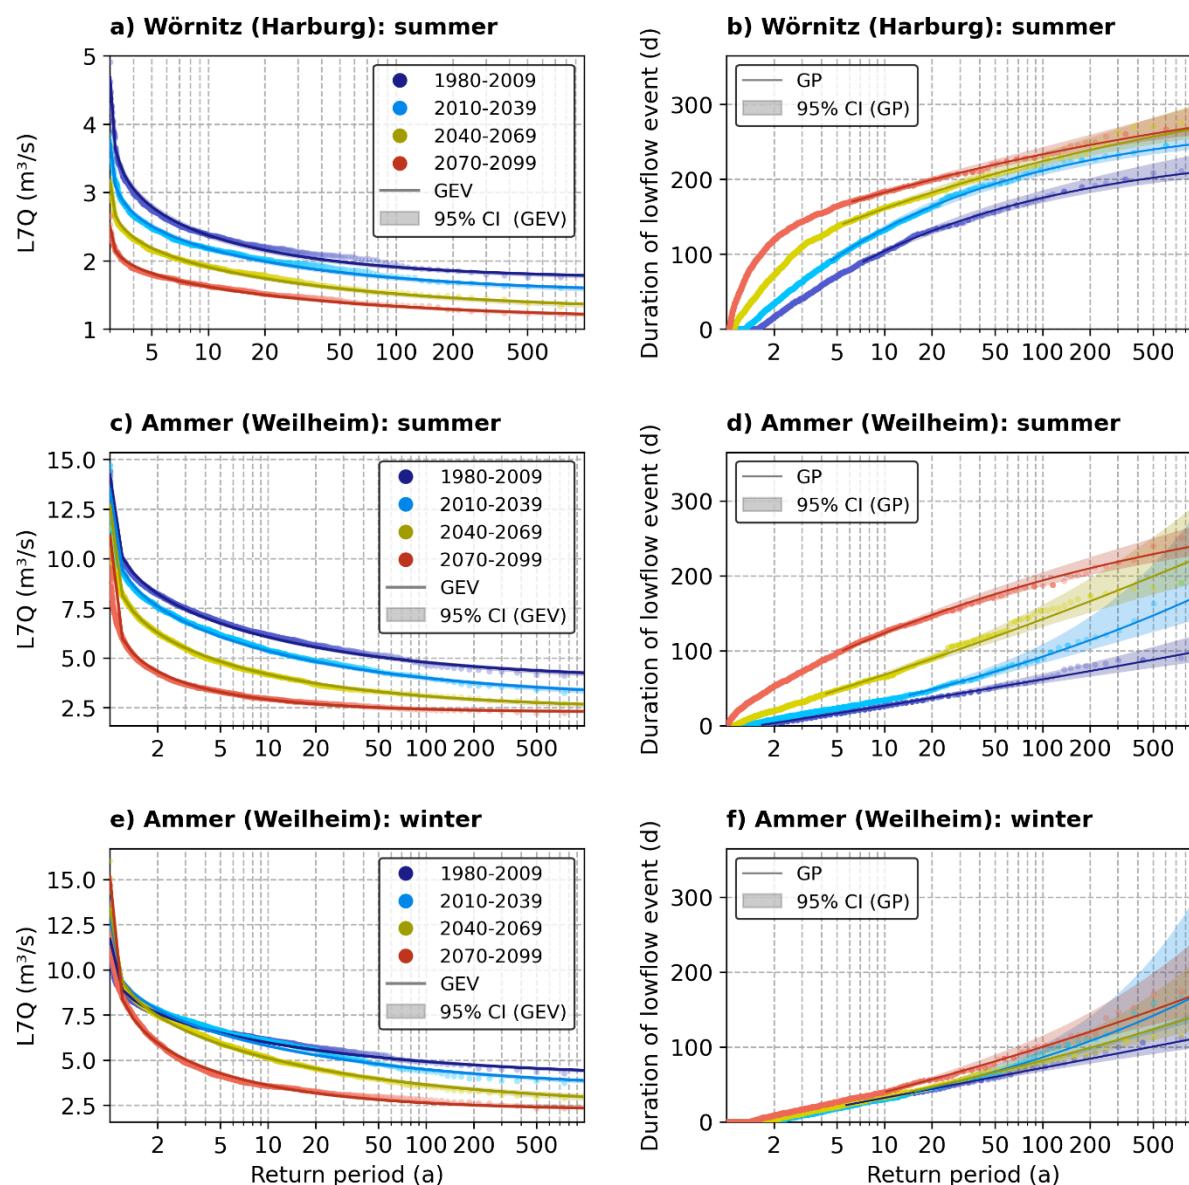 a) Wörnitz (Harburg): summer
L7Q (m³/s)
5
4
3
2
1
1980-2009
2010-2039
2040-2069
2070-2099
GEV
95% CI (GEV)
5 10 20 50 100 500
b) Wörnitz (Harburg): summer
Duration of lowflow event (d)
300
200
100
0
GP
95% CI (GP)
2 5 10 20 50 100 200 500
c) Ammer (Weilheim): summer
L7Q (m³/s)
15.0
12.5
10.0
7.5
5.0
2.5
1980-2009
2010-2039
2040-2069
2070-2099
GEV
95% CI (GEV)
2 5 10 20 50 100 500
d) Ammer (Weilheim): summer
Duration of lowflow event (d)
300
200
100
0
GP
95% CI (GP)
2 5 10 20 50 100 200 500
e) Ammer (Weilheim): winter
L7Q (m³/s)
15.0
12.5
10.0
7.5
5.0
2.5
1980-2009
2010-2039
2040-2069
2070-2099
GEV
95% CI (GEV)
2 5 10 20 50 100 500
Return period (a)
f) Ammer (Weilheim): winter
Duration of lowflow event (d)
300
200
100
0
GP
95% CI (GP)
2 5 10 20 50 100 200 500
Return period (a)